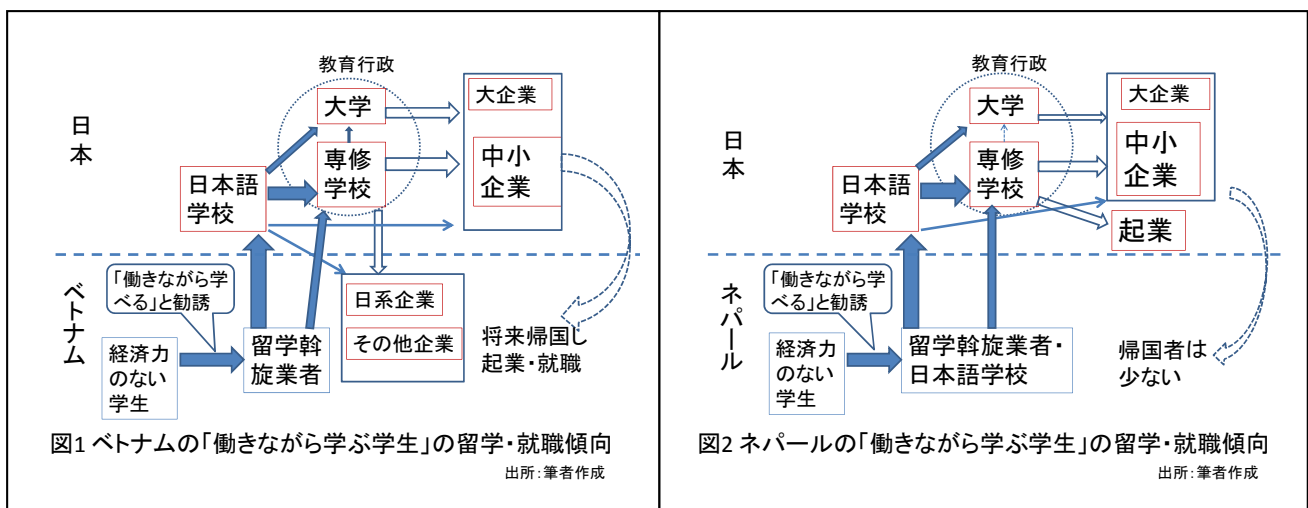 教育行政
大学
大企業
日
本
専修
学校
中小
企業
日本語
学校
「働きながら学
べる」と勧誘
ベトナム
日系企業
その他企業
経済力
のない
学生
留学斡
旋業者
将来帰国し
起業・就職
図1 ベトナムの「働きながら学ぶ学生」の留学・就職傾向
出所:筆者作成
教育行政
大学
大企業
日
本
専修
学校
中小
企業
日本語
学校
起業
「働きながら学
べる」と勧誘
ネパール
経済力
のない
学生
留学斡旋業者・
日本語学校
帰国者は
少ない
図2 ネパールの「働きながら学ぶ学生」の留学・就職傾向
出所:筆者作成